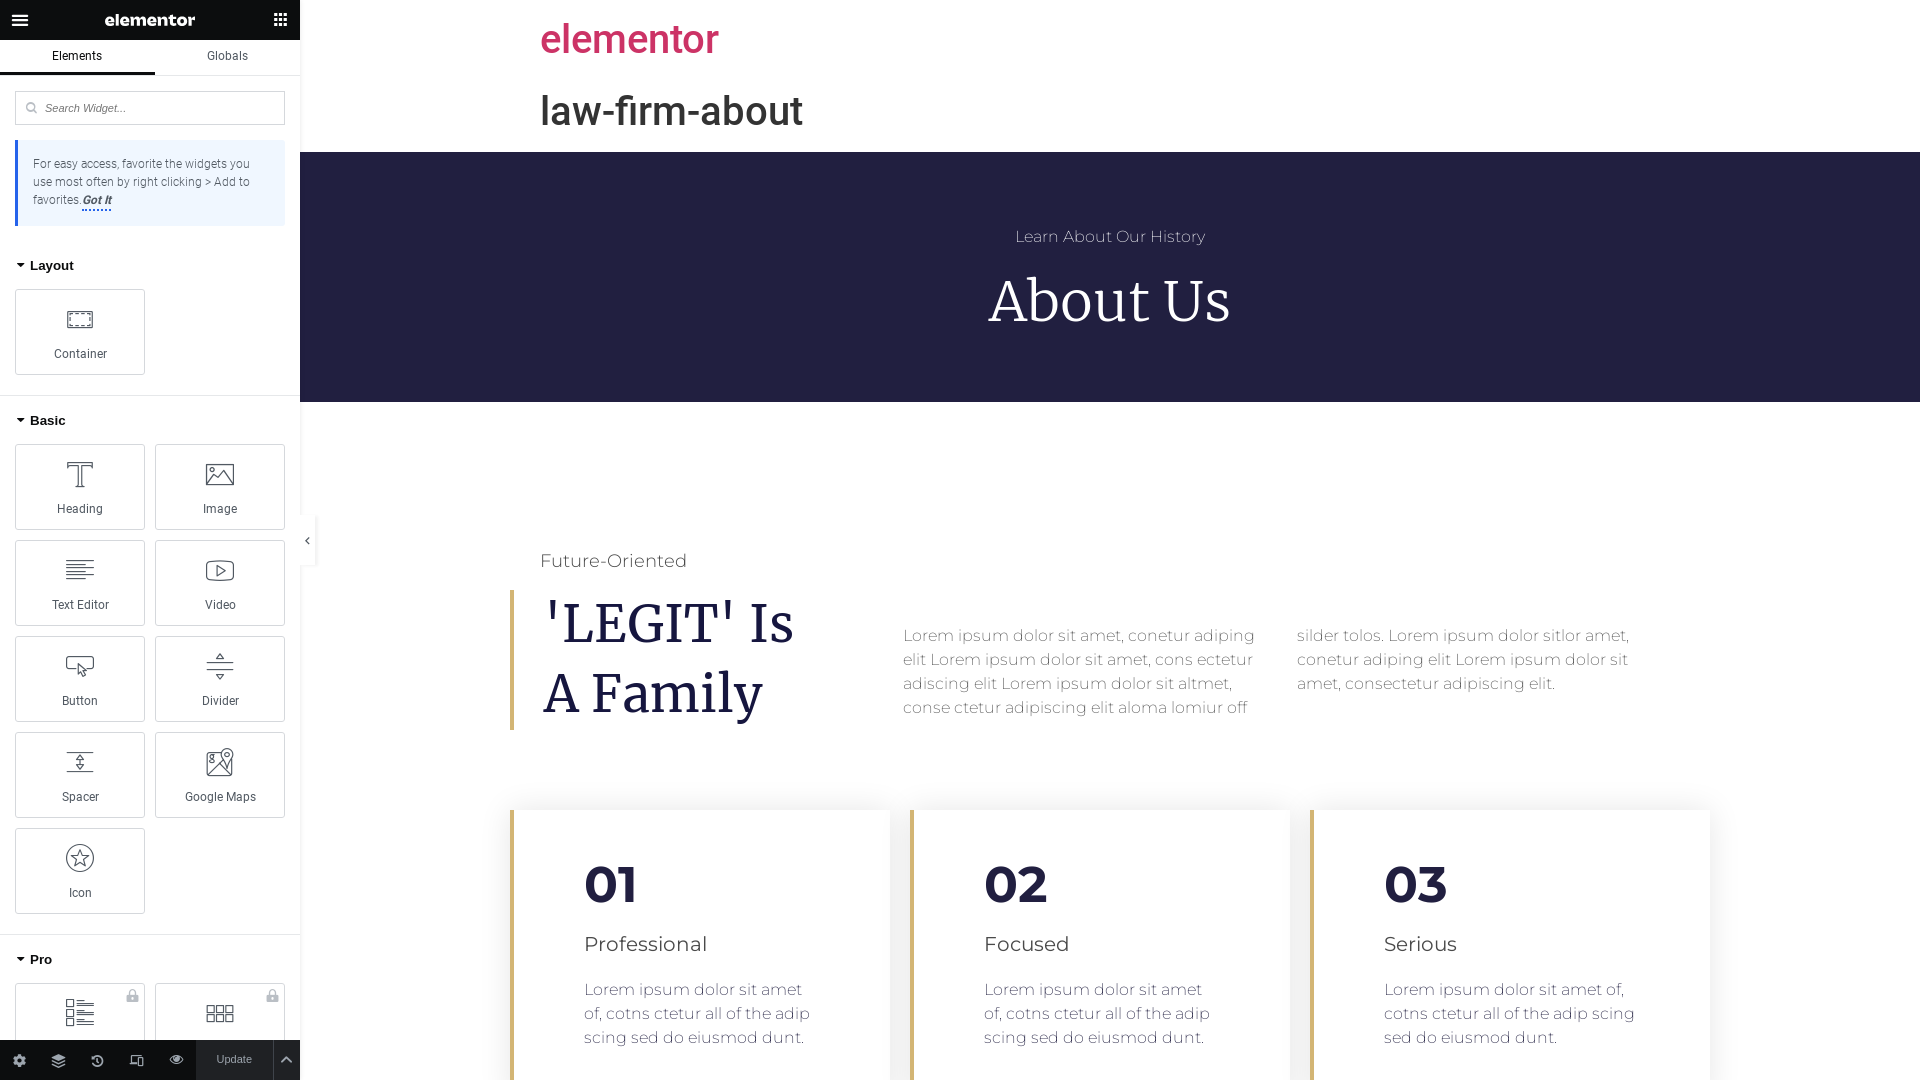 elementor
Elements
Globals
Search Widget...
For easy access, favorite the widgets you
use most often by right clicking > Add to
favorites.Got It
Layout
Container
Basic
Heading
Image
Text Editor
Video
Button
Divider
Spacer
Google Maps
Icon
Pro
Update
elementor
law-firm-about
Learn About Our History
About Us
Future-Oriented
'LEGIT' Is
A Family
Lorem ipsum dolor sit amet, conetur adiping
elit Lorem ipsum dolor sit amet, cons ectetur
adiscing elit Lorem ipsum dolor sit altmet,
conse ctetur adipiscing elit aloma lomiur off
silder tolos. Lorem ipsum dolor sitlor amet,
conetur adiping elit Lorem ipsum dolor sit
amet, consectetur adipiscing elit.
01
Professional
Lorem ipsum dolor sit amet
of, cotns ctetur all of the adip
scing sed do eiusmod dunt.
02
Focused
Lorem ipsum dolor sit amet
of, cotns ctetur all of the adip
scing sed do eiusmod dunt.
03
Serious
Lorem ipsum dolor sit amet of,
cotns ctetur all of the adip scing
sed do eiusmod dunt.